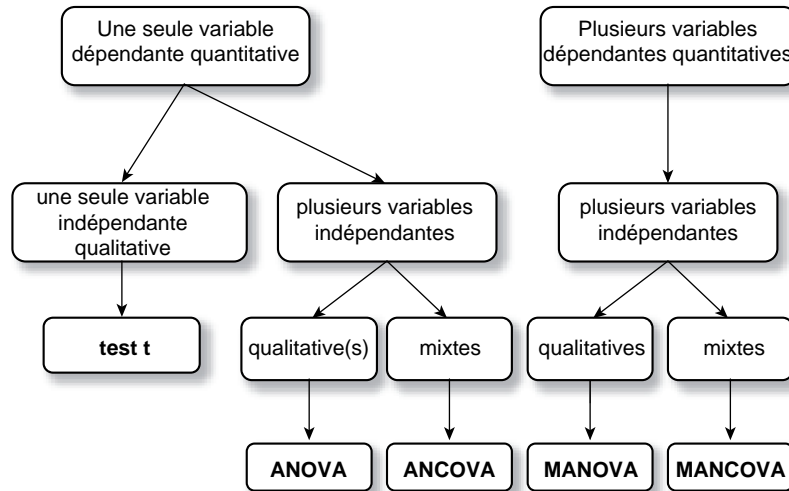 Une seule variable
dépendante quantitative
Plusieurs variables
dépendantes quantitatives
une seule variable
indépendante
qualitative
plusieurs variables
indépendantes
plusieurs variables
indépendantes
test t
qualitative(s)
mixtes
qualitatives
mixtes
ANOVA
ANCOVA
MANOVA
MANCOVA